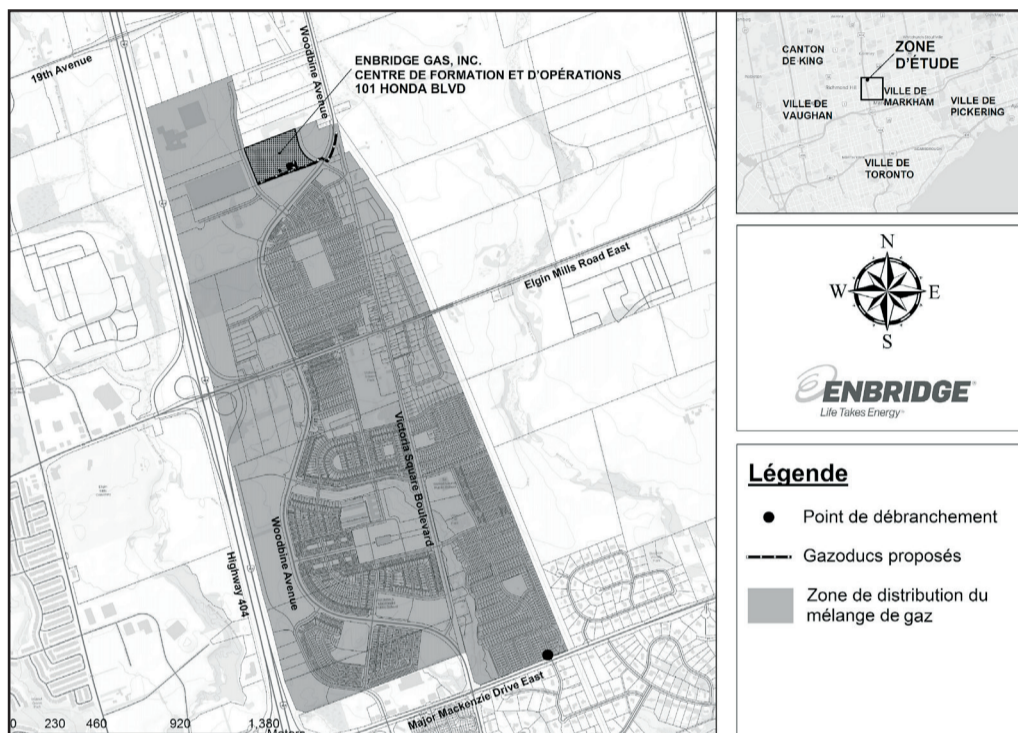 19th Avenue
Woodbine Avenue
ENBRIDGE GAS, INC.
CENTRE DE FORMATION ET D'OPÉRATIONS
101 HONDA BLVD
Elgin Mills Road East
Victoria Square Boulevard
Woodbine Avenue
Highway 404
Major Mackenzie Drive East
0 230 460 920 1,380
Meters
CANTON
DE KING
ZONE
D'ÉTUDE
Richmond Hill
VILLE DE
MARKHAM
VILLE DE
VAUGHAN
VILLE DE
PICKERING
VILLE DE
TORONTO
N
W E
S
ENBRIDGE
Life Takes Energy
Légende
Point de débranchement
Gazoducs proposés
Zone de distribution du
mélange de gaz